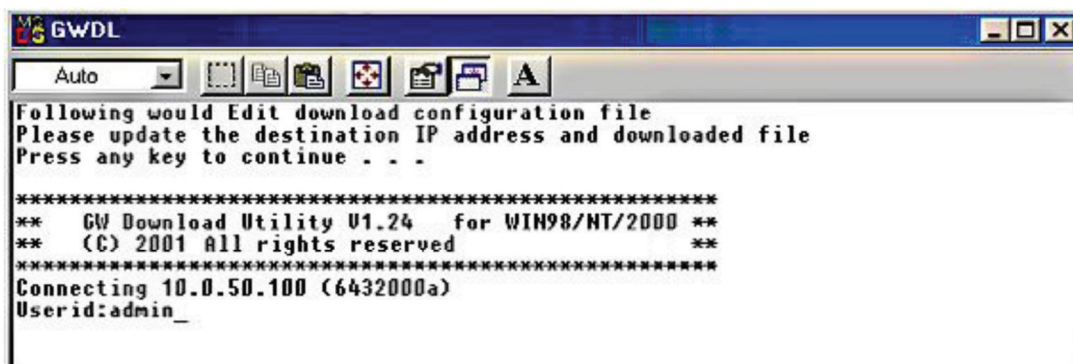 GWDL
Auto
A
Following would Edit download configuration file
Please update the destination IP address and downloaded file
Press any key to continue . . .
****************************************************
**    GW Download Utility V1.24   for WIN98/NT/2000 **
**    (C) 2001 All rights reserved                  **
****************************************************
Connecting 10.0.50.100 (6432000a)
Userid:admin_